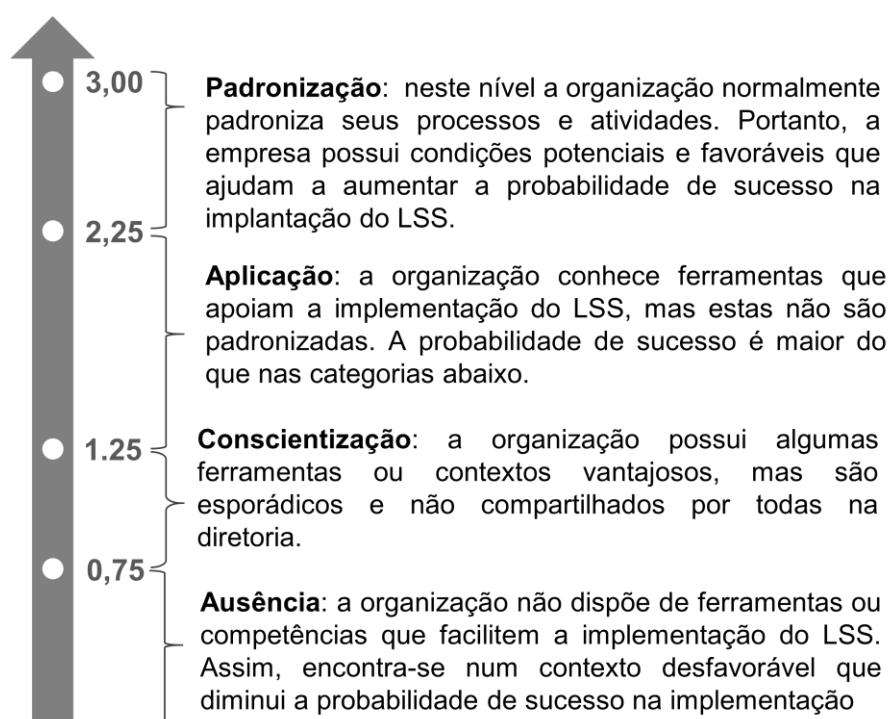 3,00
Padronização: neste nível a organização normalmente
padroniza seus processos e atividades. Portanto, a
empresa possui condições potenciais e favoráveis que
ajudam a aumentar a probabilidade de sucesso na
implantação do LSS.
2,25
Aplicação: a organização conhece ferramentas que
apoiam a implementação do LSS, mas estas não são
padronizadas. A probabilidade de sucesso é maior do
que nas categorias abaixo.
1.25
Conscientização: a organização possui algumas
ferramentas ou contextos vantajosos, mas são
esporádicos e não compartilhados por todas na
diretoria.
0,75
Ausência: a organização não dispõe de ferramentas ou
competências que facilitem a implementação do LSS.
Assim, encontra-se num contexto desfavorável que
diminui a probabilidade de sucesso na implementação